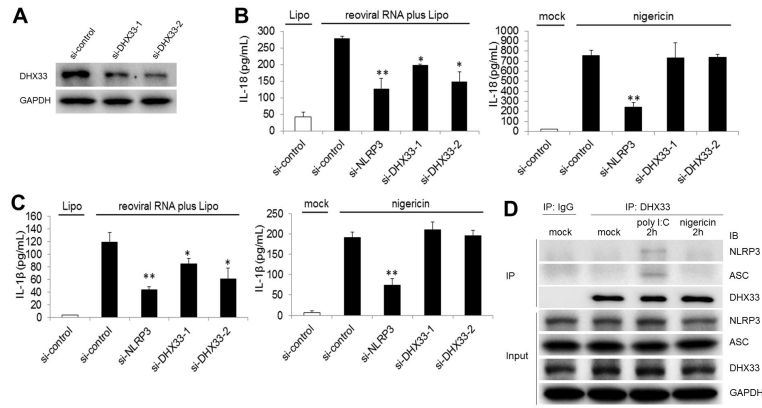 A
si-control
si-DHX33-1
si-DHX33-2
DHX33
GAPDH
B
Lipo
reoviral RNA plus Lipo
IL-18 (pg/mL)
300
250
200
150
100
50
0
**
*
*
si-control
si-control
si-NLRP3
si-DHX33-1
si-DHX33-2
mock
nigericin
IL-18 (pg/mL)
1000
900
800
700
600
500
400
300
200
100
0
**
si-control
si-control
si-NLRP3
si-DHX33-1
si-DHX33-2
C
Lipo
reoviral RNA plus Lipo
IL-1β (pg/mL)
160
140
120
100
80
60
40
20
0
**
*
*
si-control
si-control
si-NLRP3
si-DHX33-1
si-DHX33-2
mock
nigericin
IL-1β (pg/mL)
250
200
150
100
50
0
**
si-control
si-control
si-NLRP3
si-DHX33-1
si-DHX33-2
D
IP: IgG
IP: DHX33
mock
mock
poly I:C 2h
nigericin 2h
IB
IP
NLRP3
ASC
DHX33
Input
NLRP3
ASC
DHX33
GAPDH